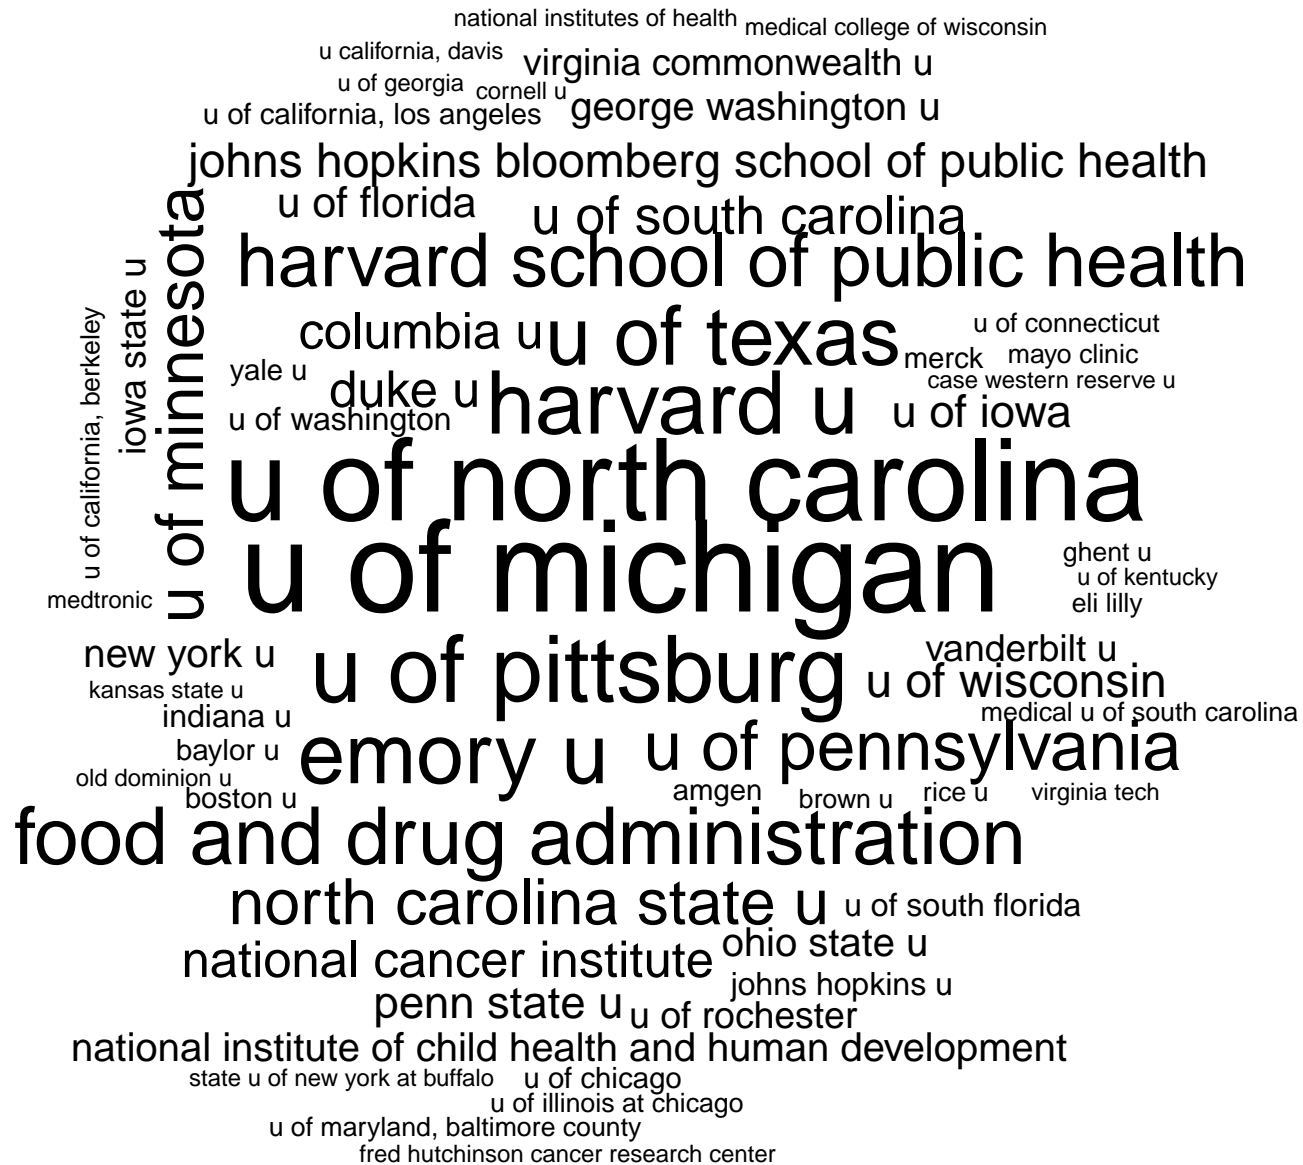 national institutes of health
medical college of wisconsin
u california, davis
virginia commonwealth u
u of georgia
cornell u
u of california, los angeles
george washington u
johns hopkins bloomberg school of public health
u of florida
u of south carolina
harvard school of public health
u of minnesota
iowa state u
u of california, berkeley
columbia u
u of texas
u of connecticut
merck
mayo clinic
yale u
duke u
harvard u
case western reserve u
u of washington
u of iowa
u of north carolina
u of michigan
ghent u
u of kentucky
eli lilly
medtronic
new york u
u of pittsburg
vanderbilt u
u of wisconsin
kansas state u
indiana u
medical u of south carolina
baylor u
emory u
u of pennsylvania
old dominion u
boston u
amgen
brown u
rice u
virginia tech
food and drug administration
north carolina state u
u of south florida
national cancer institute
ohio state u
johns hopkins u
penn state u
u of rochester
national institute of child health and human development
state u of new york at buffalo
u of chicago
u of illinois at chicago
u of maryland, baltimore county
fred hutchinson cancer research center